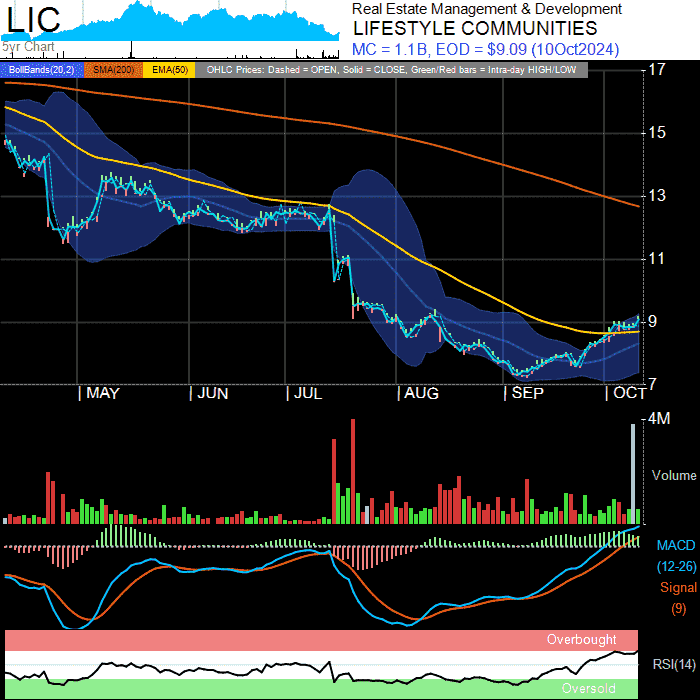 LIC
5yr Chart
Real Estate Management & Development
LIFESTYLE COMMUNITIES
MC = 1.1B, EOD = $9.09 (10Oct2024)
BollBands(20,2) SMA(200) EMA(50) OHLC Prices: Dashed = OPEN, Solid = CLOSE, Green/Red bars = Intra-day HIGH/LOW
17
15
13
11
9
7
MAY JUN JUL AUG SEP OCT
4M
Volume
MACD
(12-26)
Signal
(9)
Overbought
RSI(14)
Oversold